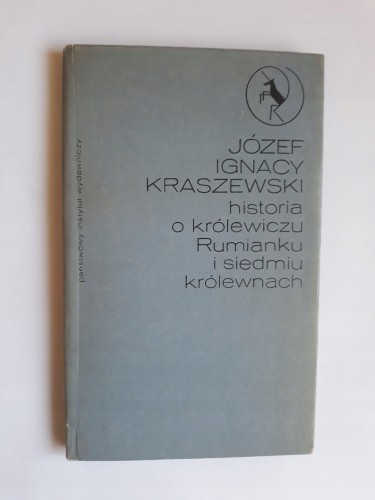 JÓZEF
IGNACY
KRASZEWSKI
historia
o królewiczu
Rumianku
i siedmiu
królewnach
państwowy instytut wydawniczy